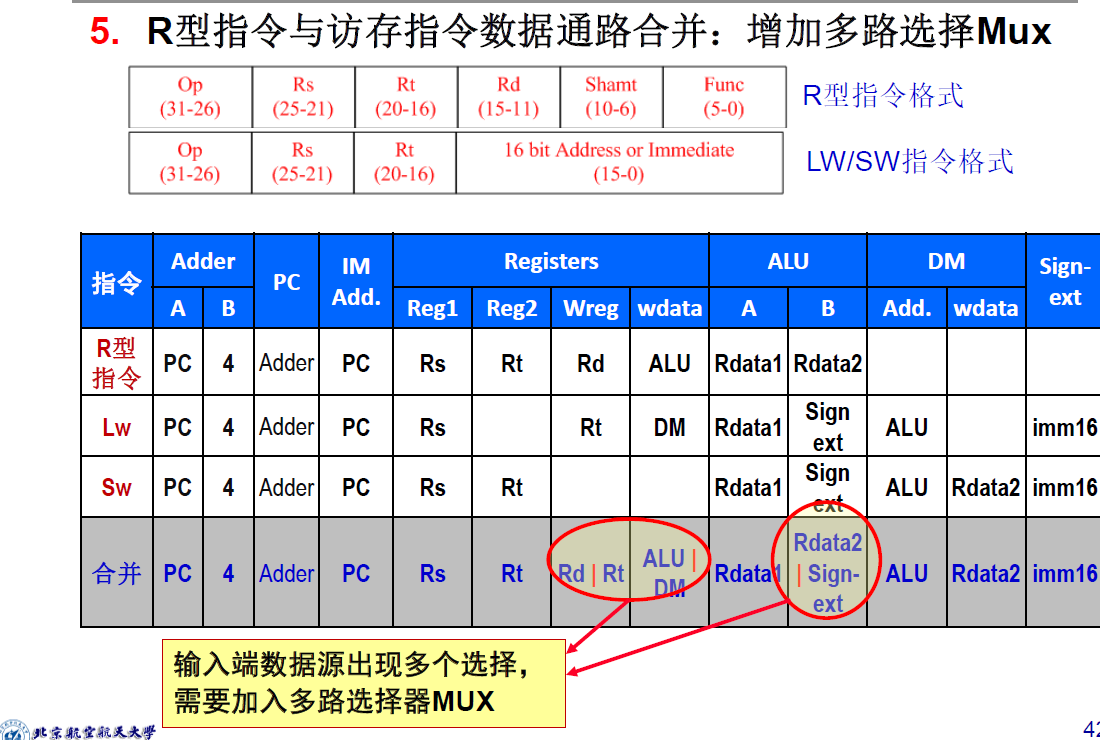 5. R型指令与访存指令数据通路合并：增加多路选择Mux
Op Rs Rt Rd Shamt Func
(31-26) (25-21) (20-16) (15-11) (10-6) (5-0)
R型指令格式
Op Rs Rt 16 bit Address or Immediate
(31-26) (25-21) (20-16) (15-0)
LW/SW指令格式
指令 Adder PC IM Add. Registers ALU DM Sign-ext
A B Reg1 Reg2 Wreg wdata A B Add. wdata
R型指令 PC 4 Adder PC Rs Rt Rd ALU Rdata1 Rdata2
Lw PC 4 Adder PC Rs Rt DM Rdata1 Sign ext ALU imm16
Sw PC 4 Adder PC Rs Rt Rdata1 Sign ext ALU Rdata2 imm16
合并 PC 4 Adder PC Rs Rt Rd | Rt ALU | DM Rdata1 Rdata2 | Sign-ext ALU Rdata2 imm16
输入端数据源出现多个选择，
需要加入多路选择器MUX
北京航空航天大学
42